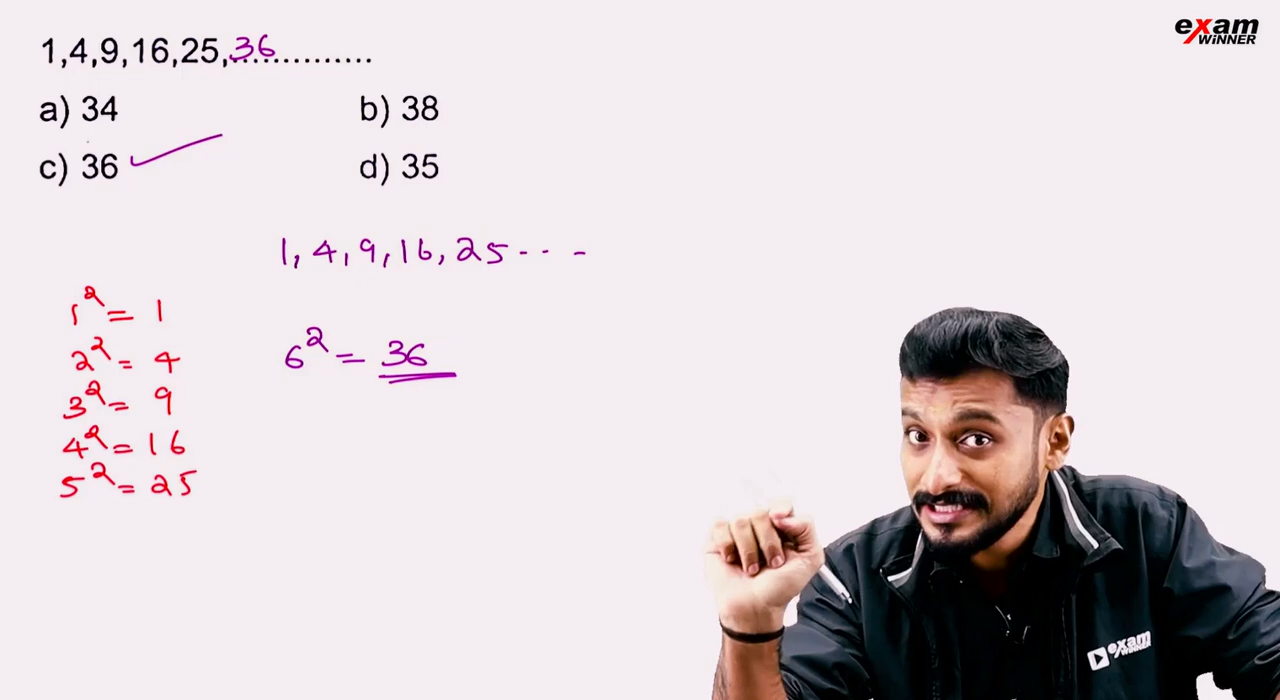 exam
WiNNER
1,4,9,16,25,36..............
a) 34
b) 38
c) 36
d) 35
1, 4, 9, 16, 25 - - -
1² = 1
2² = 4
3² = 9
4² = 16
5² = 25
6² = 36
exam
WiNNER